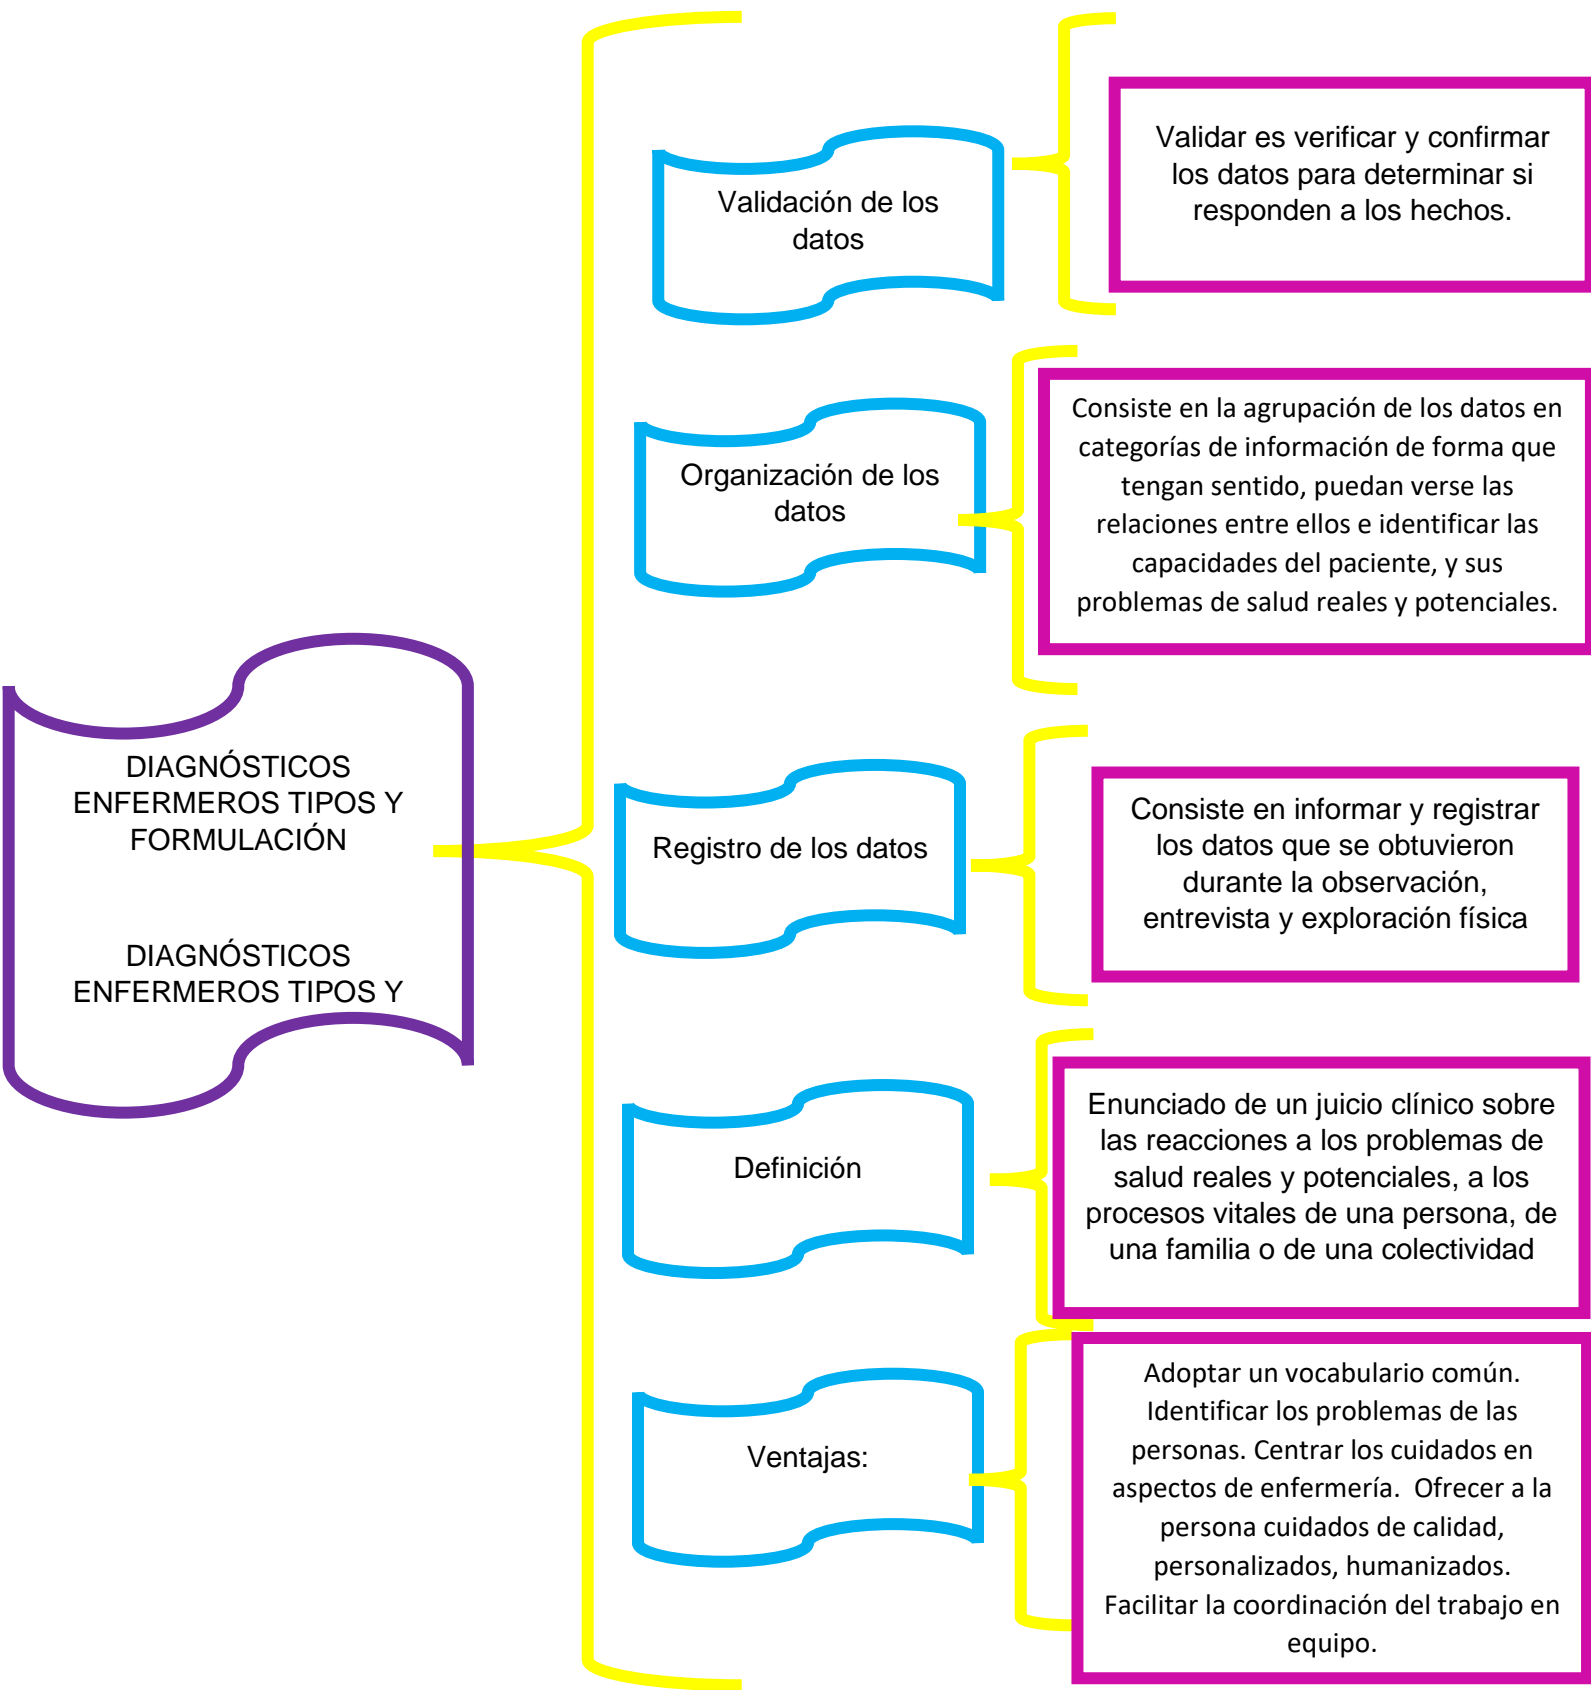 Validación de los
datos
Validar es verificar y confirmar
los datos para determinar si
responden a los hechos.
Organización de los
datos
Consiste en la agrupación de los datos en
categorías de información de forma que
tengan sentido, puedan verse las
relaciones entre ellos e identificar las
capacidades del paciente, y sus
problemas de salud reales y potenciales.
DIAGNÓSTICOS
ENFERMEROS TIPOS Y
FORMULACIÓN
DIAGNÓSTICOS
ENFERMEROS TIPOS Y
Registro de los datos
Consiste en informar y registrar
los datos que se obtuvieron
durante la observación,
entrevista y exploración física
Definición
Enunciado de un juicio clínico sobre
las reacciones a los problemas de
salud reales y potenciales, a los
procesos vitales de una persona, de
una familia o de una colectividad
Ventajas:
Adoptar un vocabulario común.
Identificar los problemas de las
personas. Centrar los cuidados en
aspectos de enfermería.  Ofrecer a la
persona cuidados de calidad,
personalizados, humanizados.
Facilitar la coordinación del trabajo en
equipo.